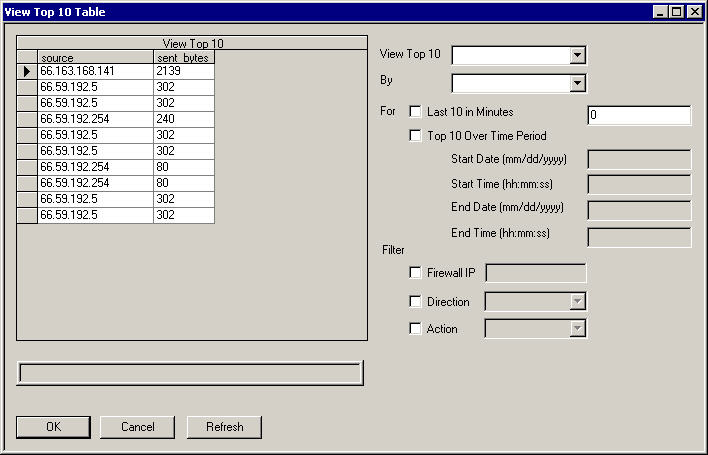 View Top 10 Table
View Top 10
source sent_bytes
66.163.168.141 2139
66.59.192.5 302
66.59.192.5 302
66.59.192.254 240
66.59.192.5 302
66.59.192.5 302
66.59.192.254 80
66.59.192.254 80
66.59.192.5 302
66.59.192.5 302
View Top 10
By
For Last 10 in Minutes 0
Top 10 Over Time Period
Start Date (mm/dd/yyyy)
Start Time (hh:mm:ss)
End Date (mm/dd/yyyy)
End Time (hh:mm:ss)
Filter
Firewall IP
Direction
Action
OK Cancel Refresh